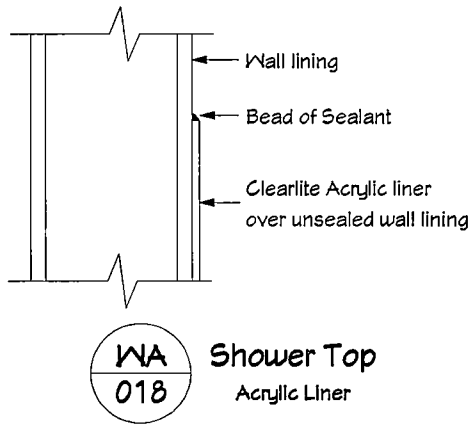 Wall lining
Bead of Sealant
Clearlite Acrylic liner
over unsealed wall lining
WA
018
Shower Top
Acrylic Liner